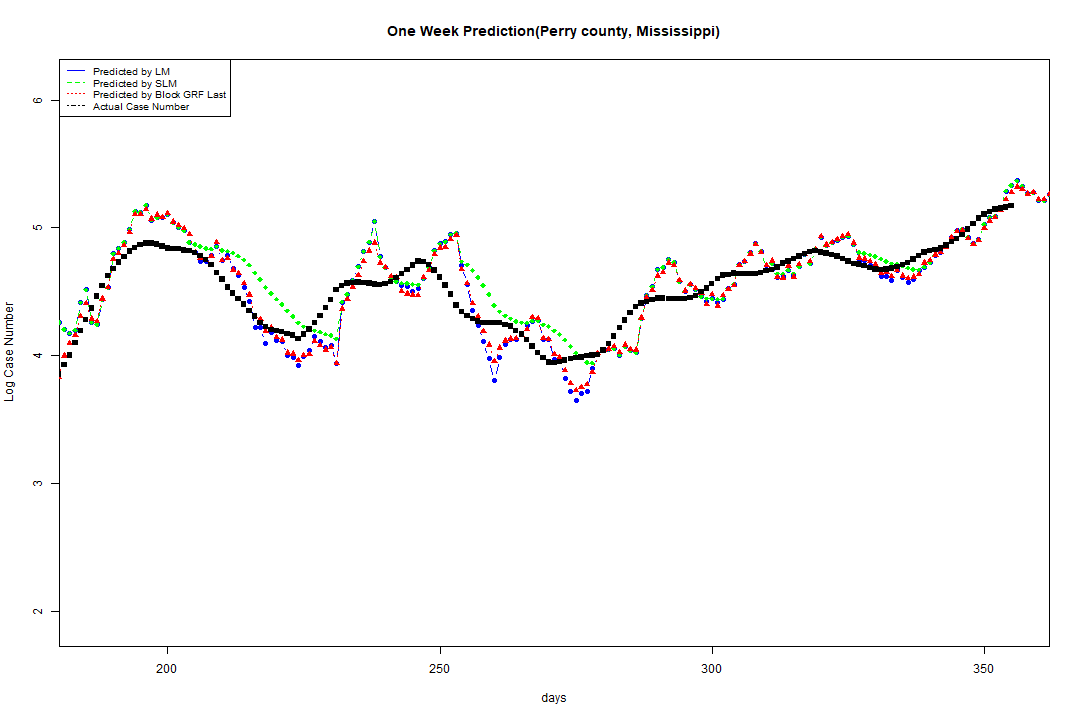 One Week Prediction(Perry county, Mississippi)
Predicted by LM
Predicted by SLM
Predicted by Block GRF Last
Actual Case Number
Log Case Number
6
5
4
3
2
200
250
300
350
days